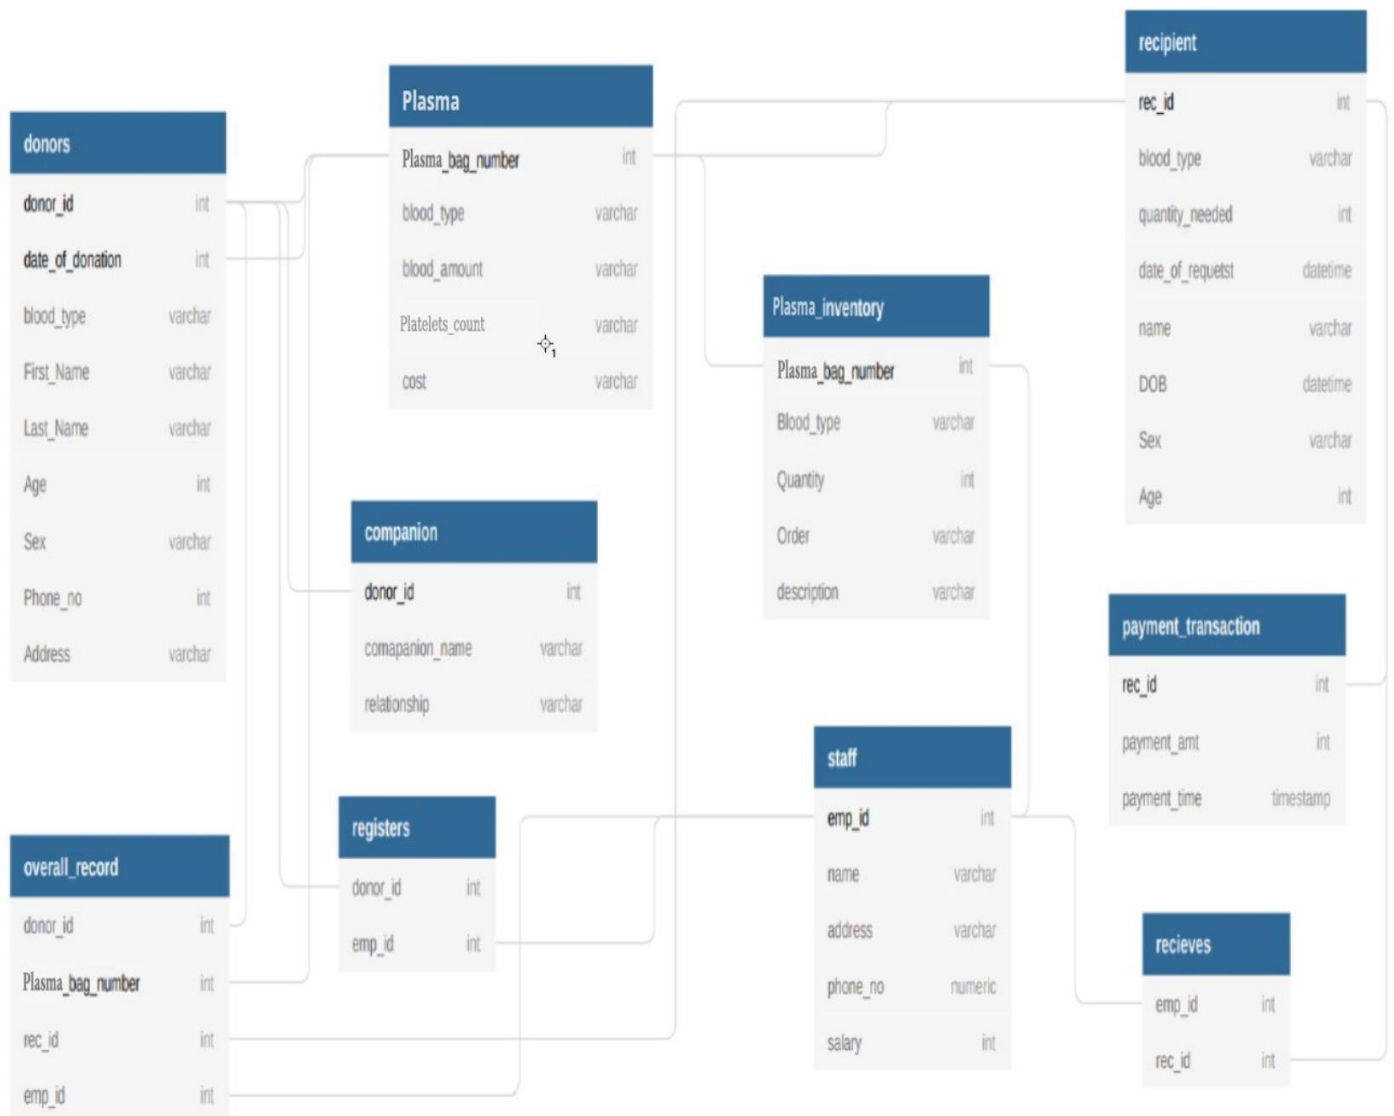 donors
donor_id int
date_of_donation int
blood_type varchar
First_Name varchar
Last_Name varchar
Age int
Sex varchar
Phone_no int
Address varchar
Plasma
Plasma_bag_number int
blood_type varchar
blood_amount varchar
Platelets_count varchar
cost varchar
recipient
rec_id int
blood_type varchar
quantity_needed int
date_of_requetst datetime
name varchar
DOB datetime
Sex varchar
Age int
Plasma_inventory
Plasma_bag_number int
Blood_type varchar
Quantity int
Order varchar
description varchar
companion
donor_id int
comapanion_name varchar
relationship varchar
payment_transaction
rec_id int
payment_amt int
payment_time timestamp
staff
emp_id int
name varchar
address varchar
phone_no numeric
salary int
registers
donor_id int
emp_id int
overall_record
donor_id int
Plasma_bag_number int
rec_id int
emp_id int
recieves
emp_id int
rec_id int
1